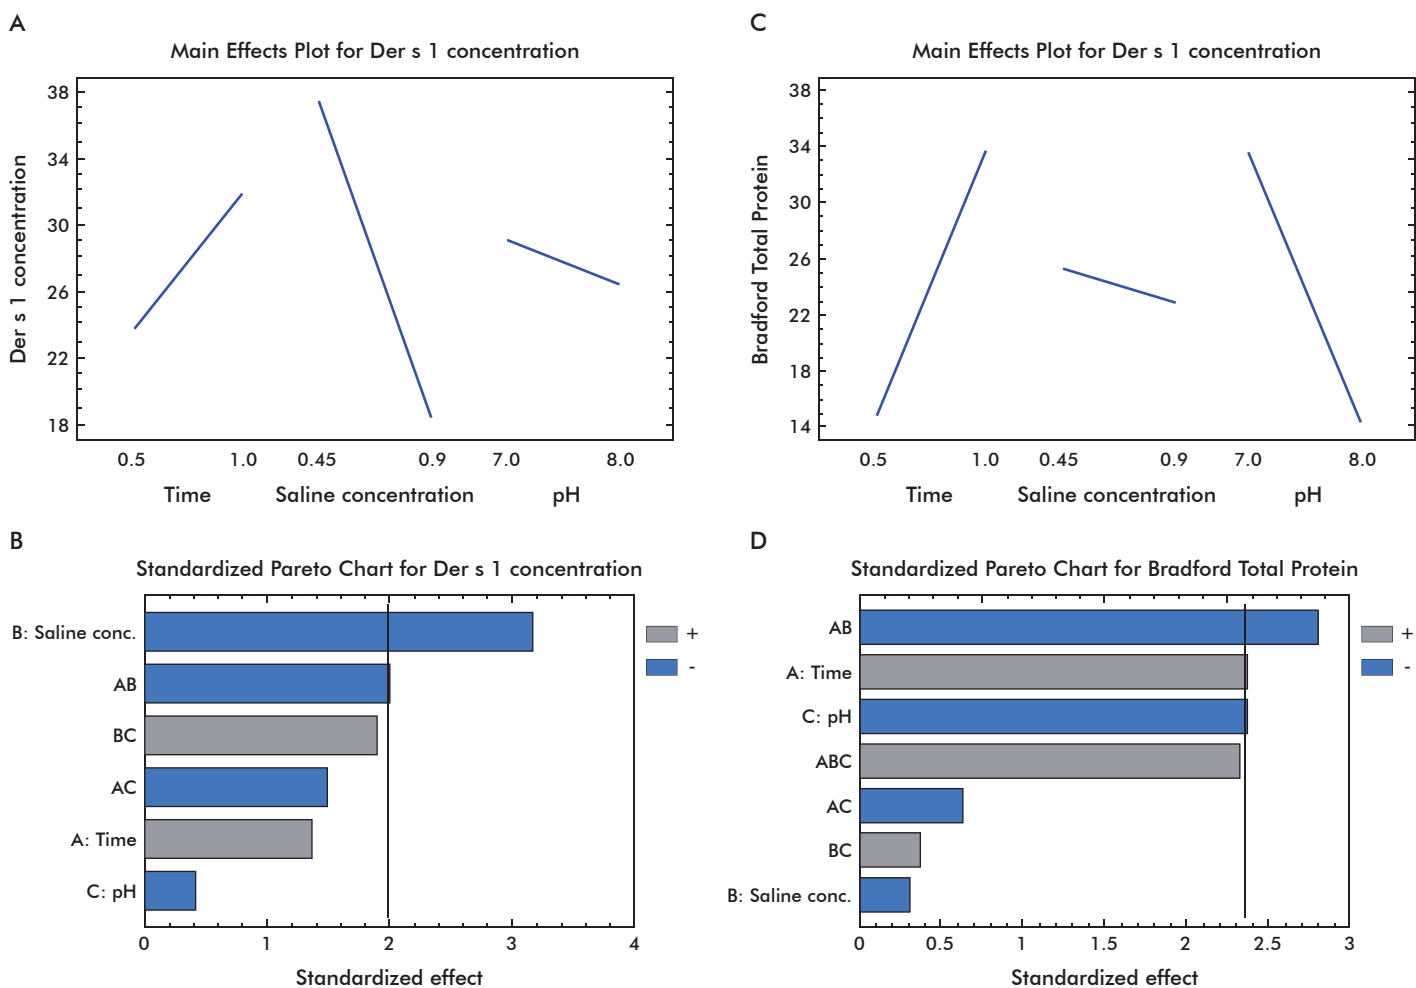 A
Main Effects Plot for Der s 1 concentration
Der s 1 concentration
38
34
30
26
22
18
0.5 1.0 0.45 0.9 7.0 8.0
Time Saline concentration pH
C
Main Effects Plot for Der s 1 concentration
Bradford Total Protein
38
34
30
26
22
18
14
0.5 1.0 0.45 0.9 7.0 8.0
Time Saline concentration pH
B
Standardized Pareto Chart for Der s 1 concentration
B: Saline conc.
AB
BC
AC
A: Time
C: pH
+
-
0 1 2 3 4
Standardized effect
D
Standardized Pareto Chart for Bradford Total Protein
AB
A: Time
C: pH
ABC
AC
BC
B: Saline conc.
+
-
0 0.5 1 1.5 2 2.5 3
Standardized effect